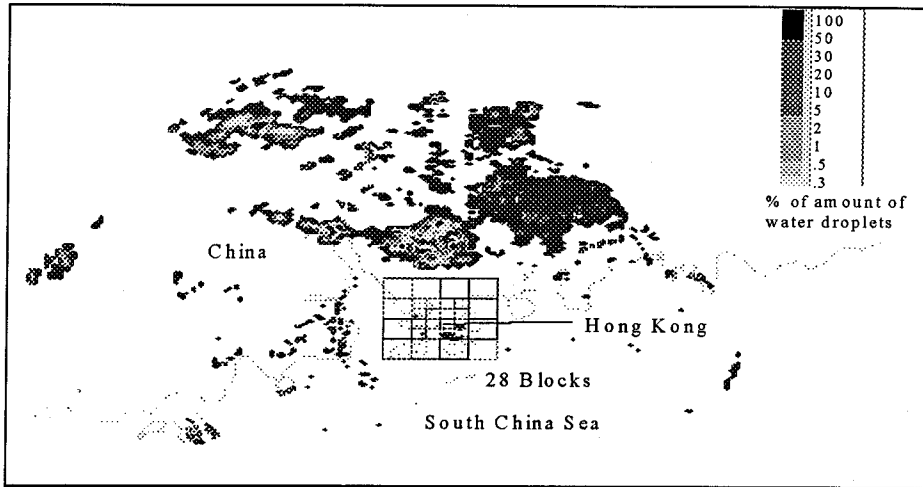 100
50
30
20
10
5
2
1
.5
.3
% of amount of
water droplets
China
Hong Kong
28 Blocks
South China Sea